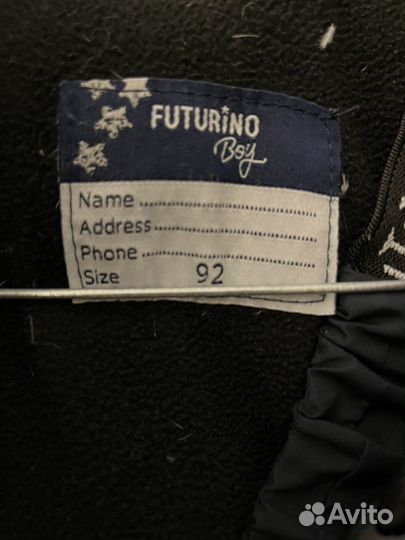 FUTURiNO
Boy
Name..............................
Address.........................
Phone............................
Size 92
Avito